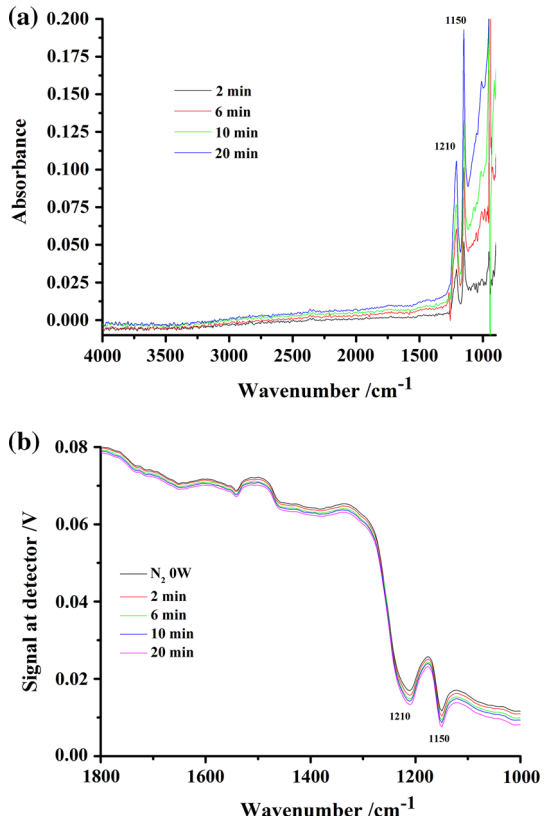 (a)
0.200
0.175
0.150
0.125
0.100
0.075
0.050
0.025
0.000
Absorbance
2 min
6 min
10 min
20 min
1150
1210
4000 3500 3000 2500 2000 1500 1000
Wavenumber /cm-1
(b)
0.08
0.06
0.04
0.02
0.00
Signal at detector /V
N2 0W
2 min
6 min
10 min
20 min
1210
1150
1800 1600 1400 1200 1000
Wavenumber /cm-1